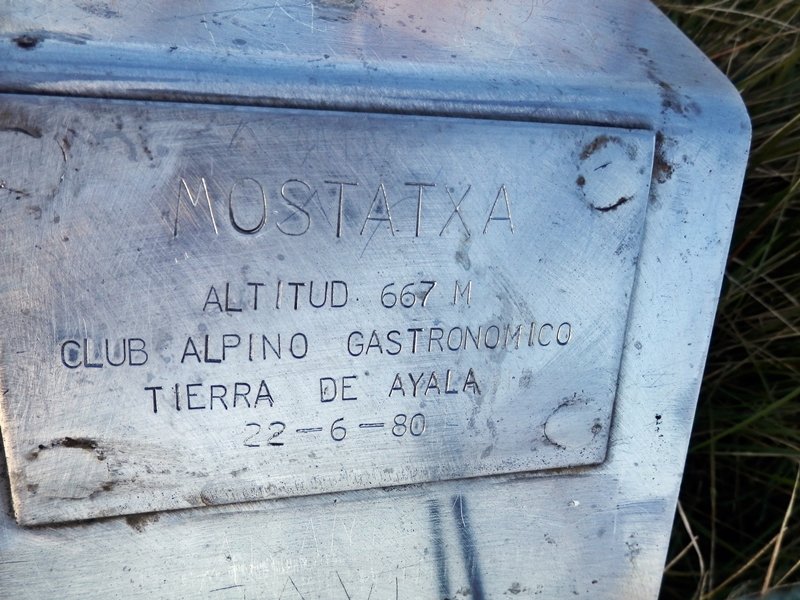 MOSTATXA
ALTITUD 667 M
CLUB ALPINO GASTRONOMICO
TIERRA DE AYALA
22-6-80